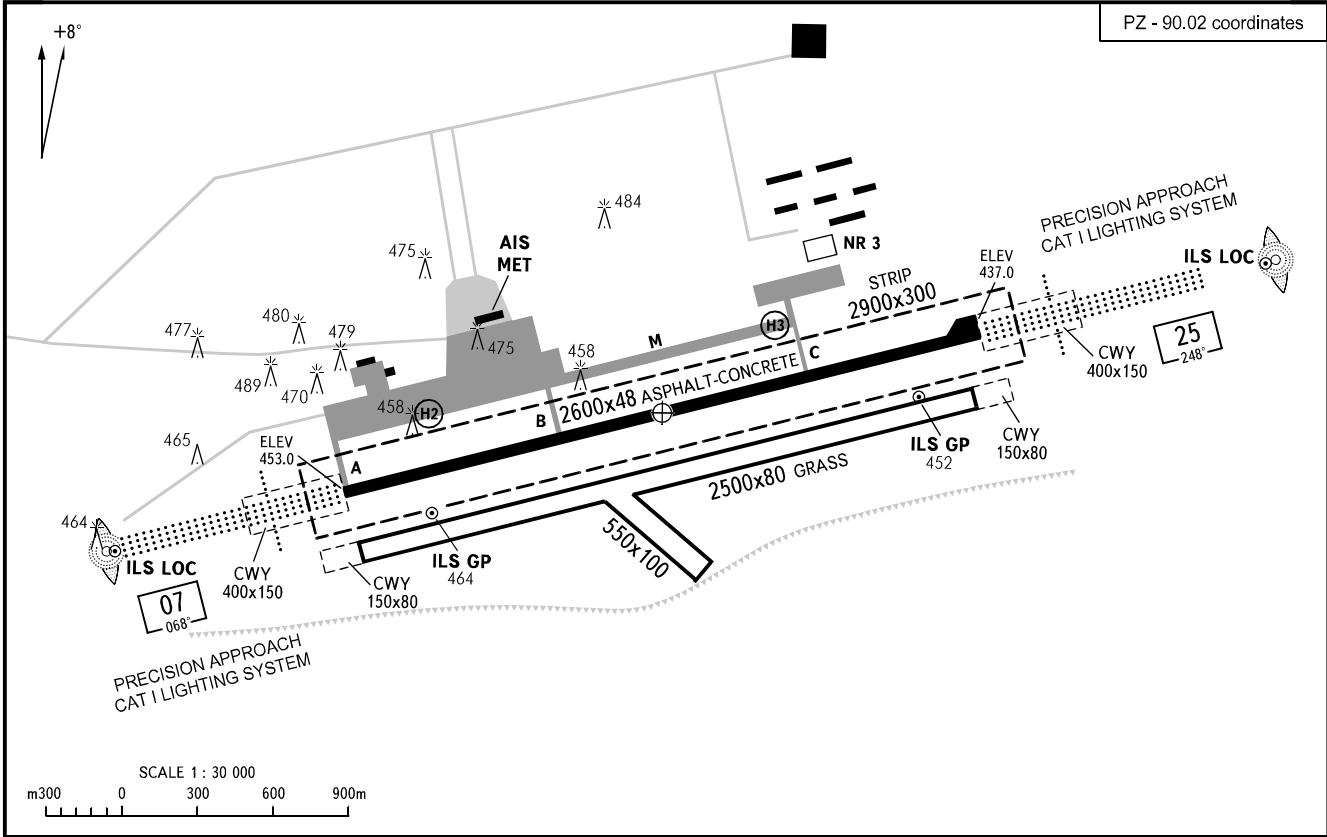 +8°
PZ - 90.02 coordinates
484
475
AIS
MET
NR 3
PRECISION APPROACH
CAT I LIGHTING SYSTEM
ILS LOC
ELEV
437.0
STRIP
2900x300
477
480
479
475
489
470
458
458
H2
H3
M
C
B
A
2600x48 ASPHALT-CONCRETE
CWY
400x150
25
248°
465
ELEV
453.0
ILS GP
452
CWY
150x80
2500x80 GRASS
550x100
464
ILS LOC
CWY
400x150
ILS GP
464
CWY
150x80
07
068°
PRECISION APPROACH
CAT I LIGHTING SYSTEM
SCALE 1 : 30 000
m300 0 300 600 900m